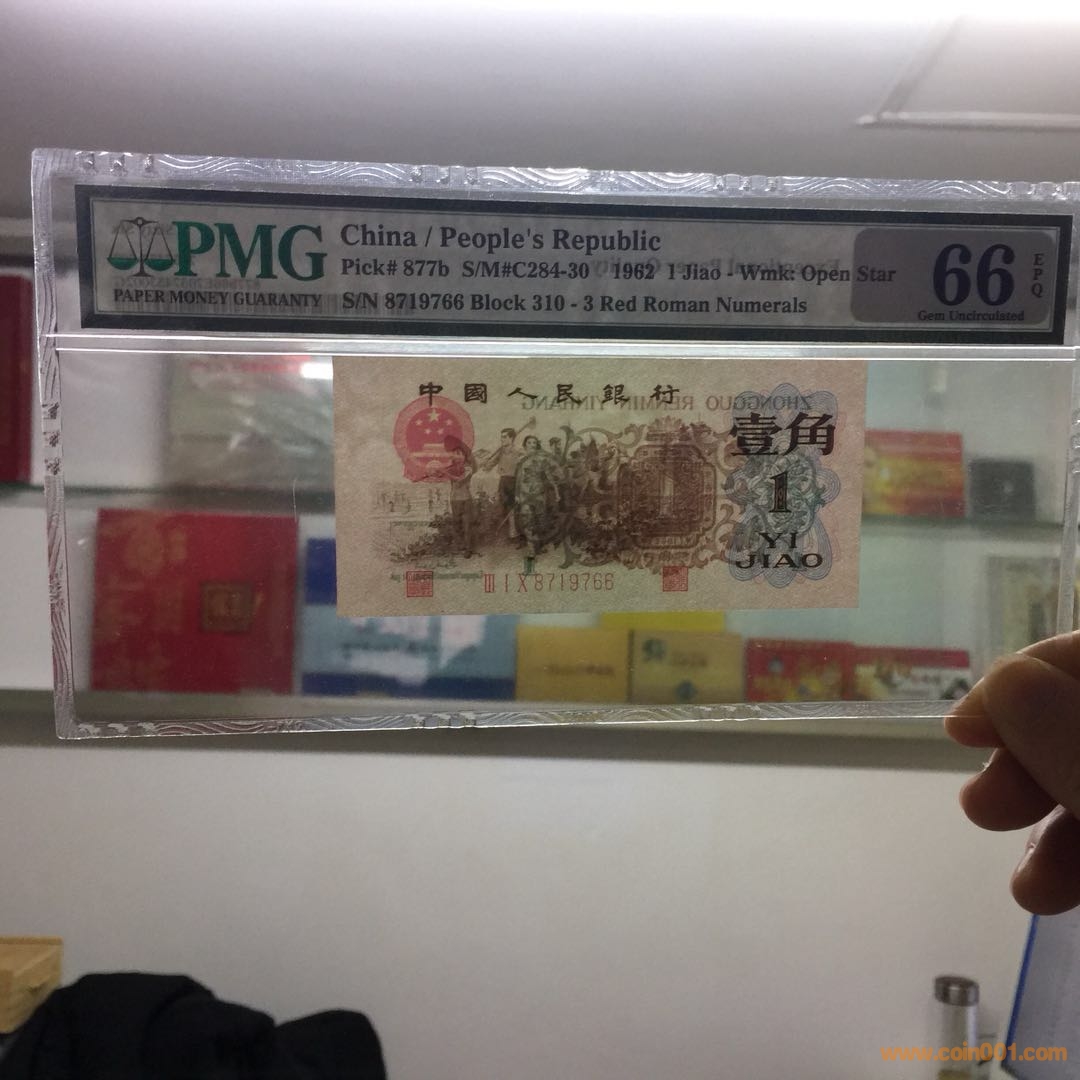 PMG
PAPER MONEY GUARANTY
China / People's Republic
Pick# 877b S/M#C284-30 1962 1 Jiao - Wmk: Open Star
S/N 8719766 Block 310 - 3 Red Roman Numerals
66
EPQ
Gem Uncirculated
中國人民銀行
ZHONGGUO RENMIN YINHANG
壹角
1
YI
JIAO
III I X 8719766
www.coin001.com